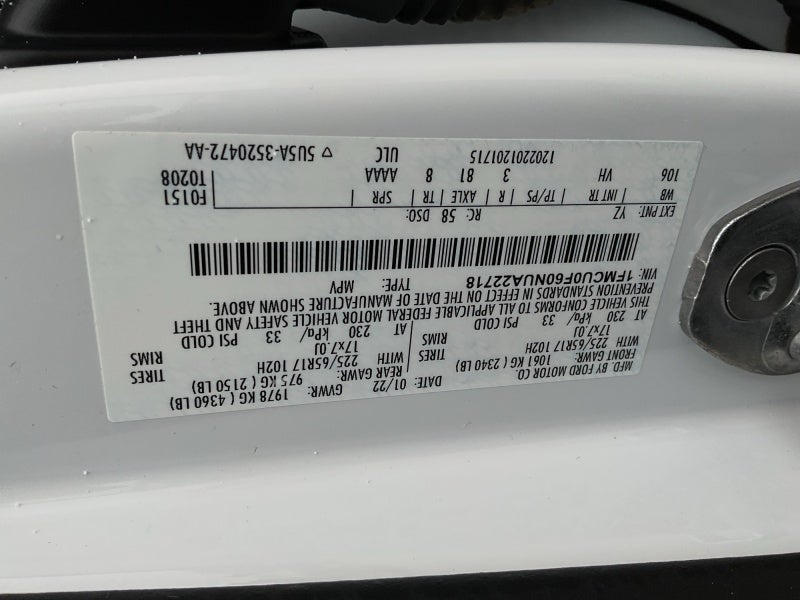 MFD. BY FORD MOTOR CO.
DATE: 01/22 GVWR: 1978 KG ( 4360 LB)
FRONT GAWR: REAR GAWR:
1061 KG ( 2340 LB) 975 KG ( 2150 LB)
225/65R17 102H WITH TIRES 225/65R17 102H WITH TIRES
17x7.0J RIMS 17x7.0J RIMS
AT 230 kPa/ 33 PSI COLD AT 230 kPa/ 33 PSI COLD
THIS VEHICLE CONFORMS TO ALL APPLICABLE FEDERAL MOTOR VEHICLE SAFETY AND THEFT
PREVENTION STANDARDS IN EFFECT ON THE DATE OF MANUFACTURE SHOWN ABOVE.
VIN: 1FMCU0F60NUA22718 TYPE: MPV
EXT PNT: YZ RC: 58 DSO: F0151
WB | INT TR | TP/PS | R | AXLE | TR | SPR T0208
106 VH 3 81 8 AAAA
120220120171​5 ULC ▽ 5U5A-3520472-AA